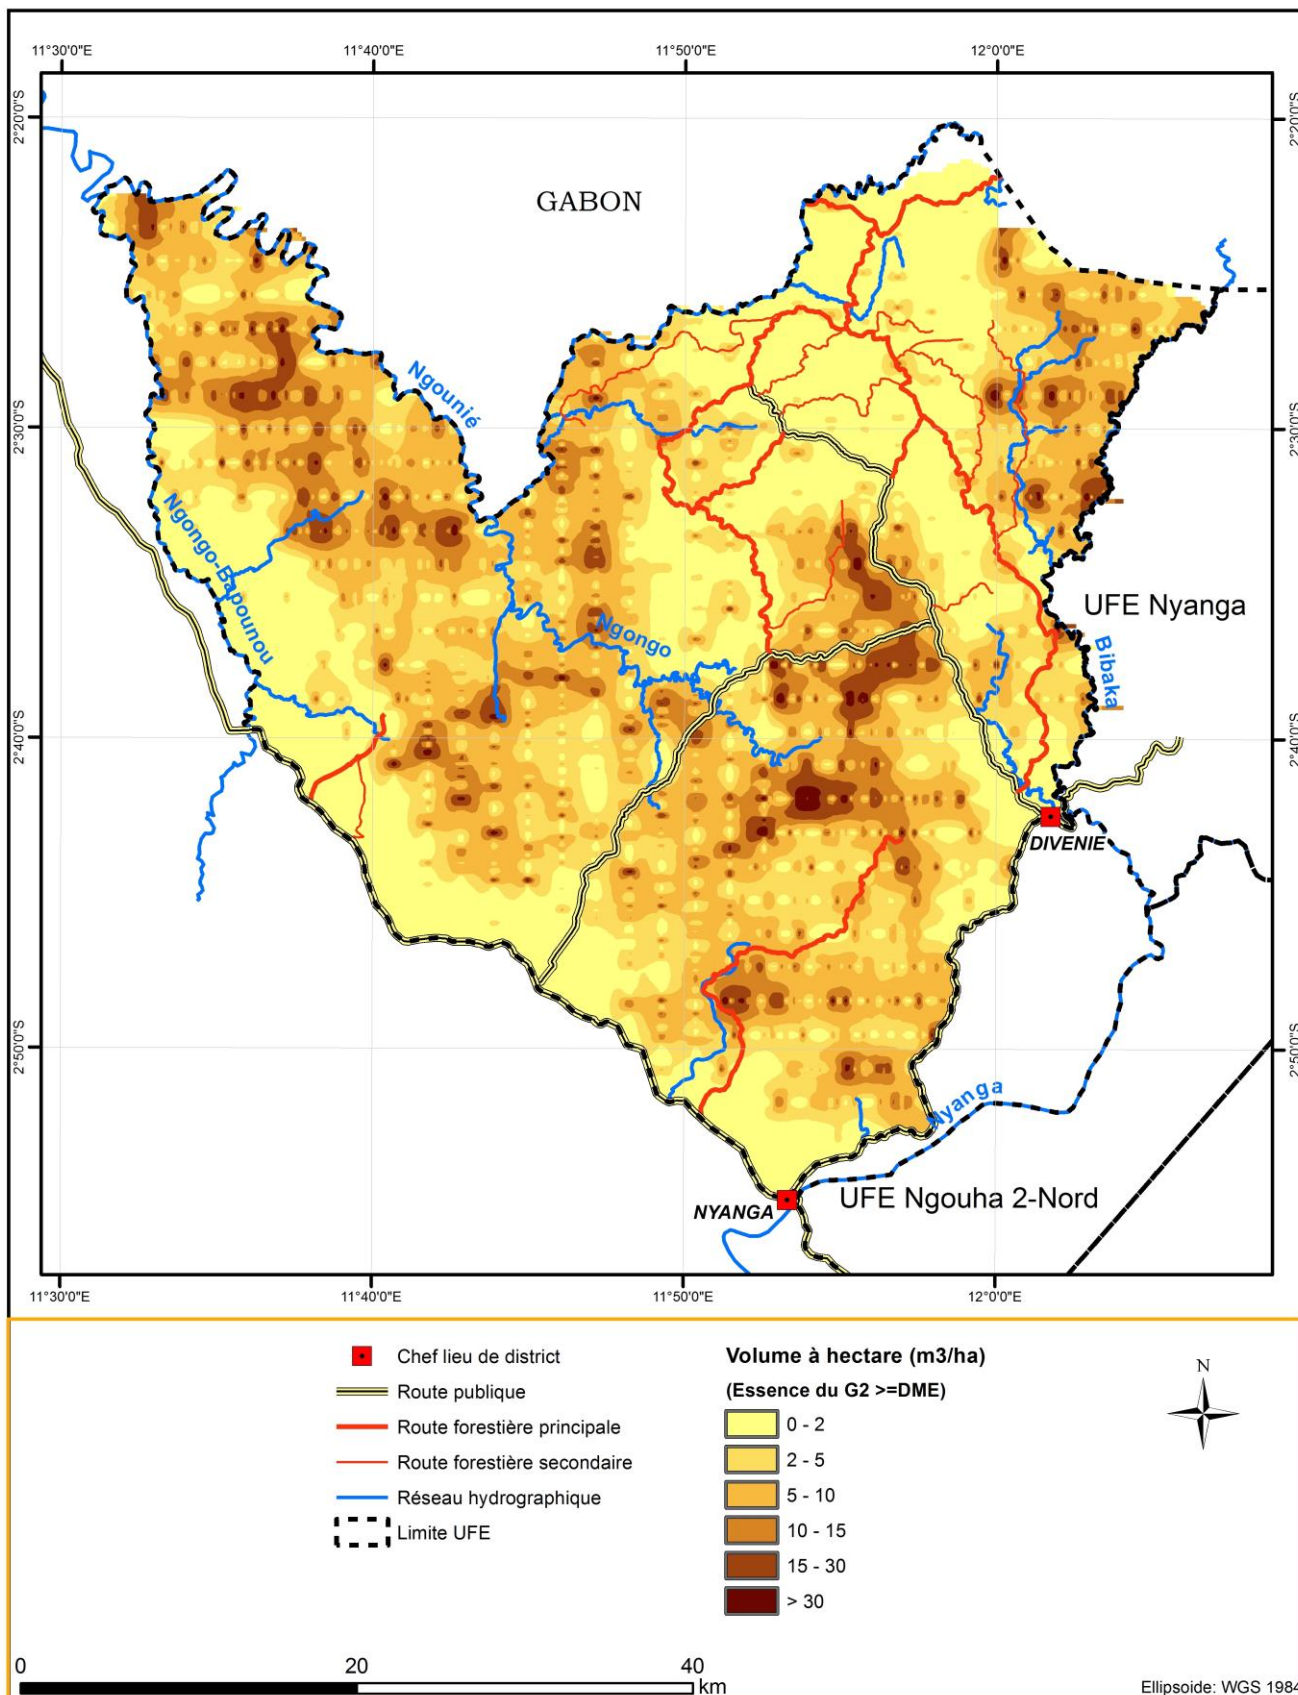 11°30'0"E 11°40'0"E 11°50'0"E 12°0'0"E
2°20'0"S 2°20'0"S
GABON
Ngounié
2°30'0"S 2°30'0"S
Ngongo-Bapounou
UFE Nyanga
Ngongo
Bibaka
2°40'0"S 2°40'0"S
DIVENIE
2°50'0"S 2°50'0"S
Nyanga
UFE Ngouha 2-Nord
NYANGA
11°30'0"E 11°40'0"E 11°50'0"E 12°0'0"E
Chef lieu de district
Route publique
Route forestière principale
Route forestière secondaire
Réseau hydrographique
Limite UFE
Volume à hectare (m3/ha)
(Essence du G2 >=DME)
0 - 2
2 - 5
5 - 10
10 - 15
15 - 30
> 30
N
0 20 40
km
Ellipsoide: WGS 1984